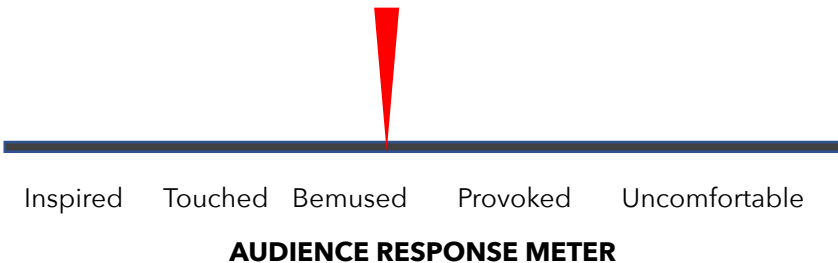 Inspired Touched Bemused Provoked Uncomfortable
AUDIENCE RESPONSE METER